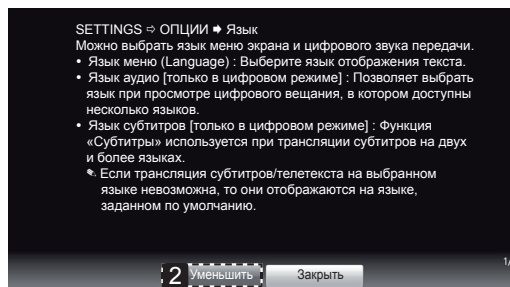 SETTINGS ⇨ ОПЦИИ ➧ Язык
Можно выбрать язык меню экрана и цифрового звука передачи.
• Язык меню (Language) : Выберите язык отображения текста.
• Язык аудио [только в цифровом режиме] : Позволяет выбрать
язык при просмотре цифрового вещания, в котором доступны
несколько языков.
• Язык субтитров [только в цифровом режиме] : Функция
«Субтитры» используется при трансляции субтитров на двух
и более языках.
✎ Если трансляция субтитров/телетекста на выбранном
языке невозможна, то они отображаются на языке,
заданном по умолчанию.
1/
2 Уменьшить Закрыть